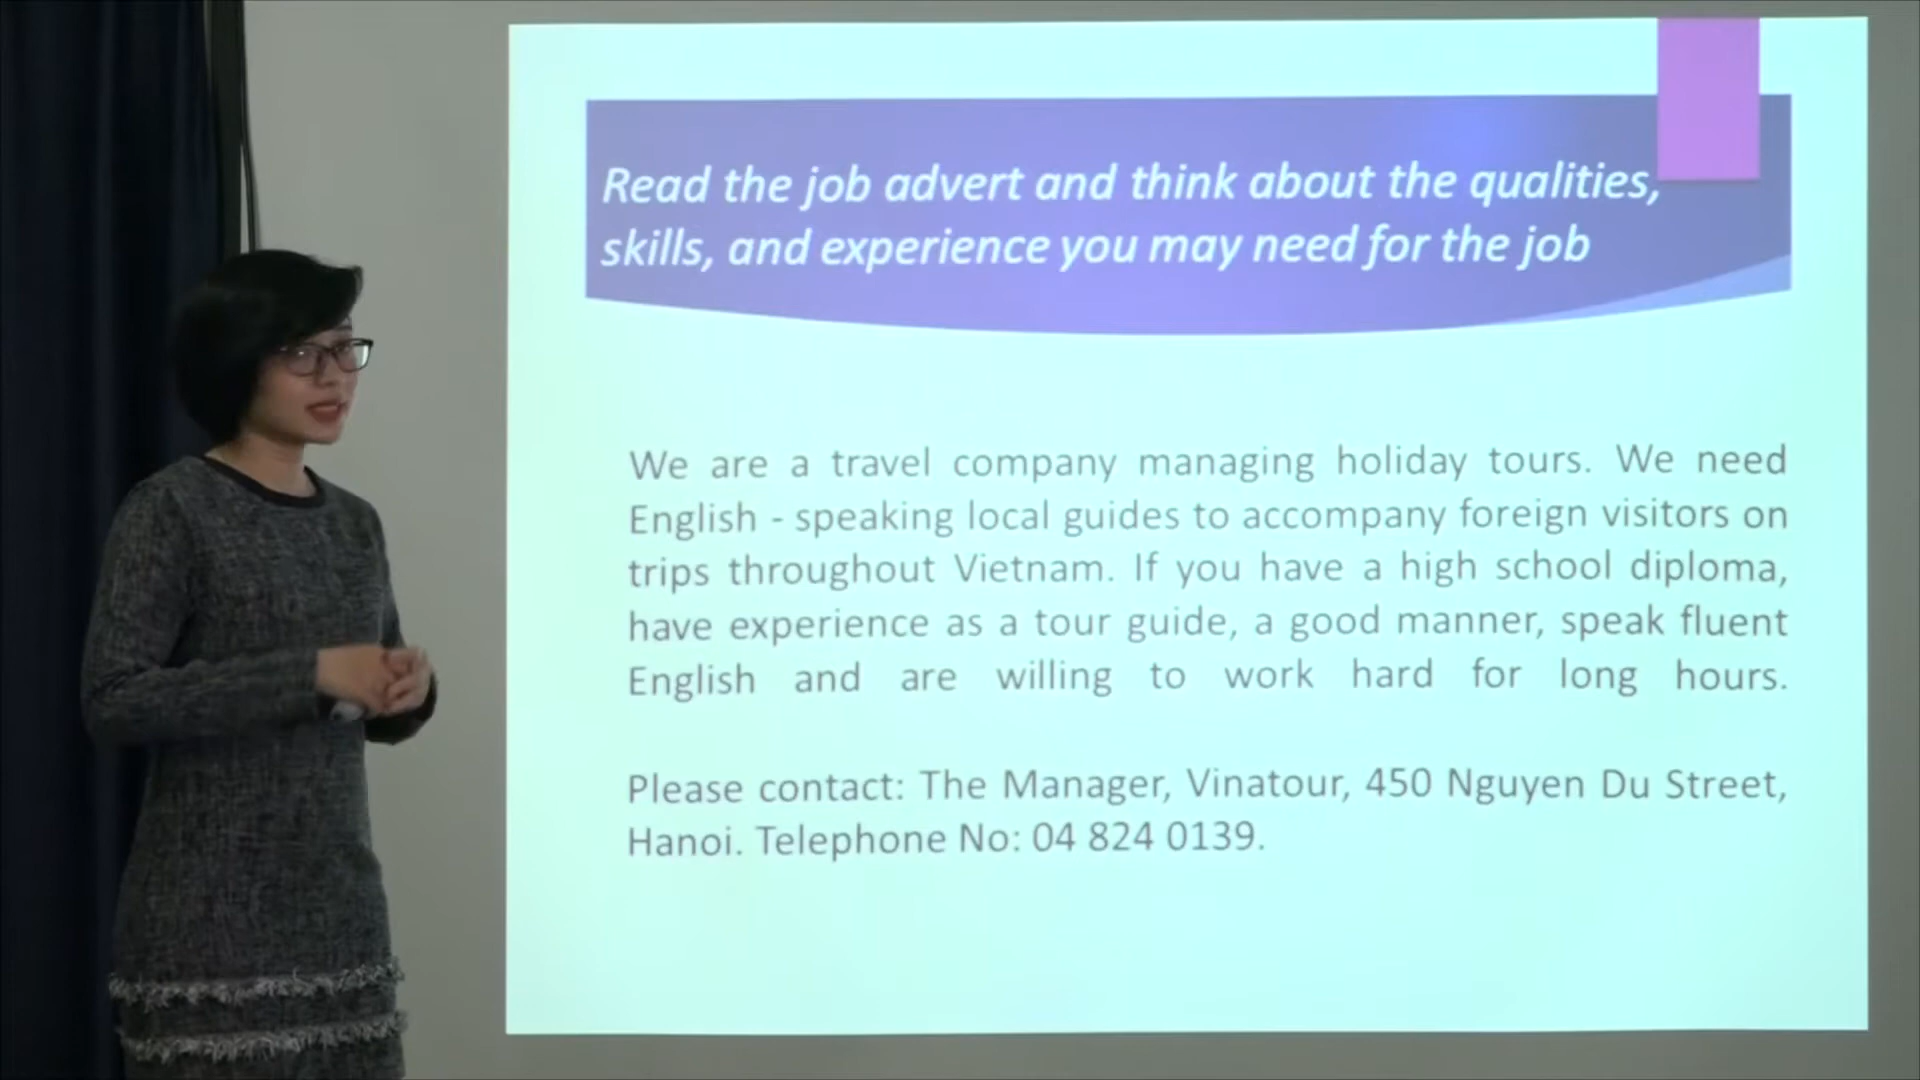 Read the job advert and think about the qualities,
skills, and experience you may need for the job
We are a travel company managing holiday tours. We need
English - speaking local guides to accompany foreign visitors on
trips throughout Vietnam. If you have a high school diploma,
have experience as a tour guide, a good manner, speak fluent
English and are willing to work hard for long hours.
Please contact: The Manager, Vinatour, 450 Nguyen Du Street,
Hanoi. Telephone No: 04 824 0139.